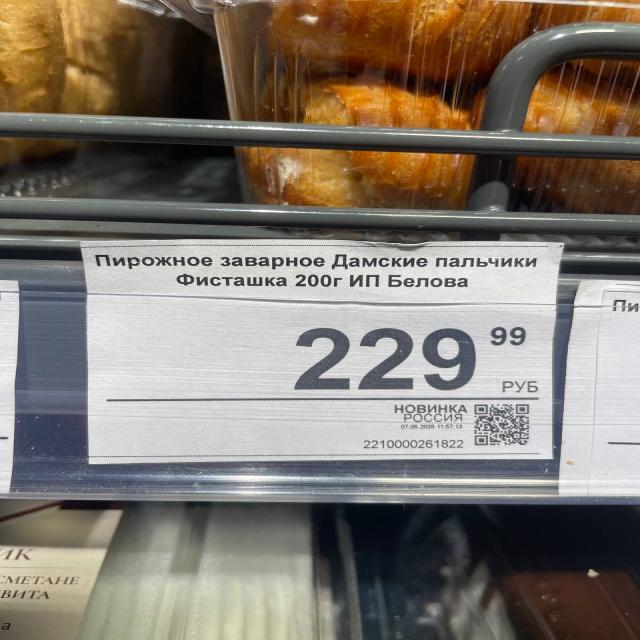 Пирожное заварное Дамские пальчики
Фисташка 200г ИП Белова
229 99
РУБ
НОВИНКА
РОССИЯ
07.05.2025 11:57:13
2210000261822
Пи
ИК
СМЕТАНЕ
ВИТА